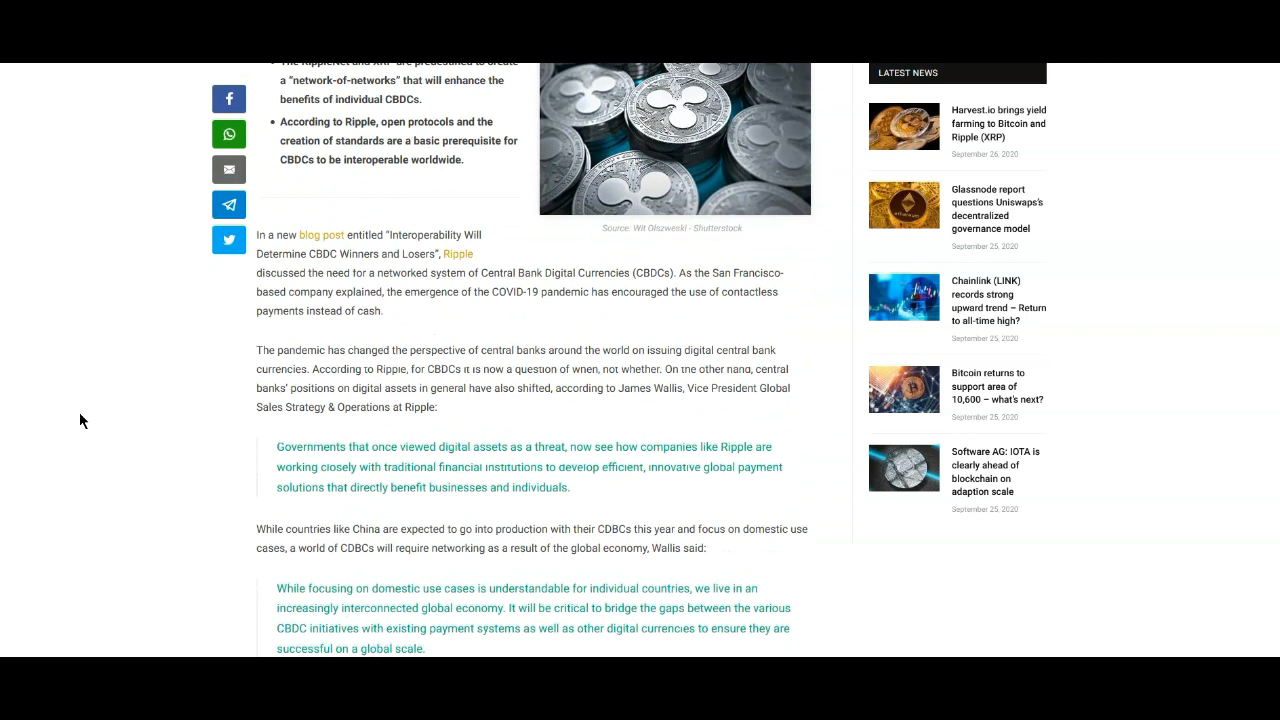 The RippleNet and XRP are predestined to create
a "network-of-networks" that will enhance the
benefits of individual CBDCs.
According to Ripple, open protocols and the
creation of standards are a basic prerequisite for
CBDCs to be interoperable worldwide.
Source: Wit Olszweski - Shutterstock
In a new blog post entitled "Interoperability Will
Determine CBDC Winners and Losers", Ripple
discussed the need for a networked system of Central Bank Digital Currencies (CBDCs). As the San Francisco-
based company explained, the emergence of the COVID-19 pandemic has encouraged the use of contactless
payments instead of cash.
The pandemic has changed the perspective of central banks around the world on issuing digital central bank
currencies. According to Ripple, for CBDCs it is now a question of when, not whether. On the other hand, central
banks' positions on digital assets in general have also shifted, according to James Wallis, Vice President Global
Sales Strategy & Operations at Ripple:
Governments that once viewed digital assets as a threat, now see how companies like Ripple are
working closely with traditional financial institutions to develop efficient, innovative global payment
solutions that directly benefit businesses and individuals.
While countries like China are expected to go into production with their CDBCs this year and focus on domestic use
cases, a world of CDBCs will require networking as a result of the global economy, Wallis said:
While focusing on domestic use cases is understandable for individual countries, we live in an
increasingly interconnected global economy. It will be critical to bridge the gaps between the various
CBDC initiatives with existing payment systems as well as other digital currencies to ensure they are
successful on a global scale.
LATEST NEWS
Harvest.io brings yield
farming to Bitcoin and
Ripple (XRP)
September 26, 2020
Glassnode report
questions Uniswaps's
decentralized
governance model
September 25, 2020
Chainlink (LINK)
records strong
upward trend – Return
to all-time high?
September 25, 2020
Bitcoin returns to
support area of
10,600 – what's next?
September 25, 2020
Software AG: IOTA is
clearly ahead of
blockchain on
adaption scale
September 25, 2020